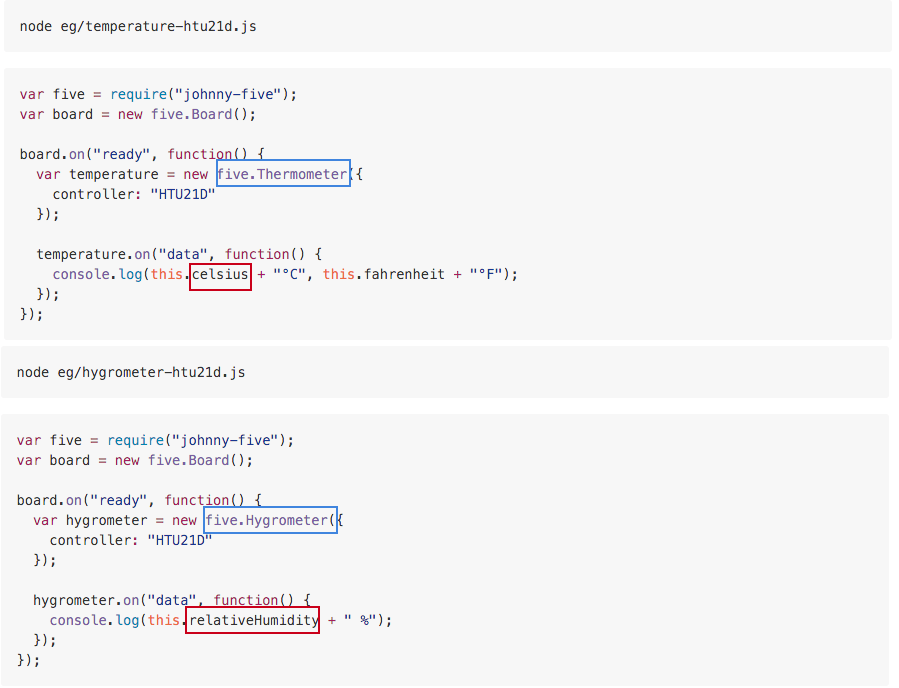 node eg/temperature-htu21d.js
var five = require("johnny-five");
var board = new five.Board();
board.on("ready", function() {
  var temperature = new five.Thermometer({
    controller: "HTU21D"
  });
  temperature.on("data", function() {
    console.log(this.celsius + "°C", this.fahrenheit + "°F");
  });
});
node eg/hygrometer-htu21d.js
var five = require("johnny-five");
var board = new five.Board();
board.on("ready", function() {
  var hygrometer = new five.Hygrometer({
    controller: "HTU21D"
  });
  hygrometer.on("data", function() {
    console.log(this.relativeHumidity + " %");
  });
});